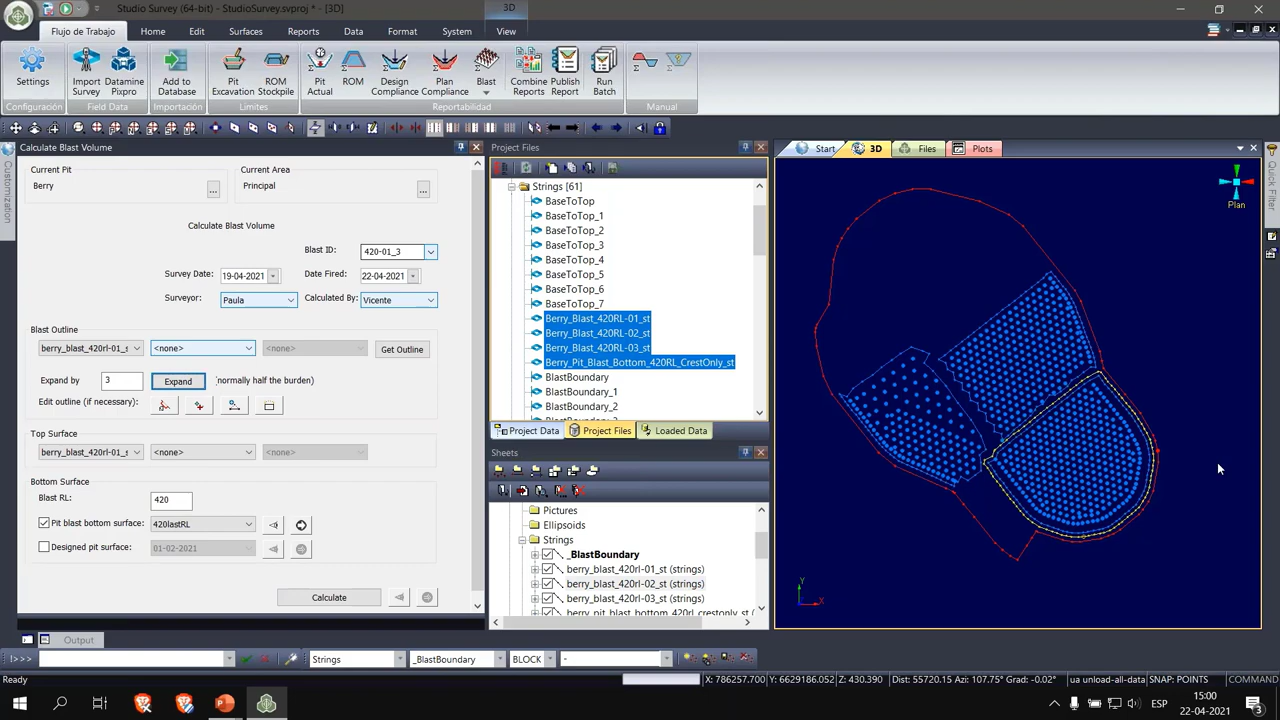 Studio Survey (64-bit) - StudioSurvey.svproj * [3D]
3D
Flujo de Trabajo
Home
Edit
Surfaces
Reports
Data
Format
System
View
Settings
Import Survey
Datamine Pixpro
Add to Database
Pit Excavation
ROM Stockpile
Pit Actual
ROM
Design Compliance
Plan Compliance
Blast
Combine Reports
Publish Report
Run Batch
Configuración
Field Data
Importación
Limites
Reportabilidad
Manual
Customization
Calculate Blast Volume
Current Pit
Berry
...
Current Area
Principal
...
Calculate Blast Volume
Blast ID:
420-01_3
Survey Date:
19-04-2021
Date Fired:
22-04-2021
Surveyor:
Paula
Calculated By:
Vicente
Blast Outline
<none>
<none>
Get Outline
Expand by
3
Expand
(normally half the burden)
Edit outline (if necessary):
Top Surface
<none>
<none>
Bottom Surface
Blast RL:
420
Pit blast bottom surface:
420lastRL
Designed pit surface:
01-02-2021
Calculate
Output
Project Files
Strings [61]
BaseToTop
BaseToTop_1
BaseToTop_2
BaseToTop_3
BaseToTop_4
BaseToTop_5
BaseToTop_6
BaseToTop_7
Berry_Blast_420RL-01_st
Berry_Blast_420RL-02_st
Berry_Blast_420RL-03_st
Berry_Pit_Blast_Bottom_420RL_CrestOnly_st
BlastBoundary
BlastBoundary_1
BlastBoundary_2
Project Data
Project Files
Loaded Data
Sheets
Pictures
Ellipsoids
Strings
_BlastBoundary
berry_blast_420rl-01_st (strings)
berry_blast_420rl-02_st (strings)
berry_blast_420rl-03_st (strings)
berry_pit_blast_bottom_420rl_crestonly_st (
Start
3D
Files
Plots
Plan
Y
X
Quick Filter
!>>>
Strings
_BlastBoundary
BLOCK
-
Ready
X: 786257.700
Y: 6629186.052
Z: 430.390
Dist: 55720.15 Azi: 107.75° Grad: -0.02°
ua unload-all-data
SNAP: POINTS
COMMAND
ESP
15:00
22-04-2021
3